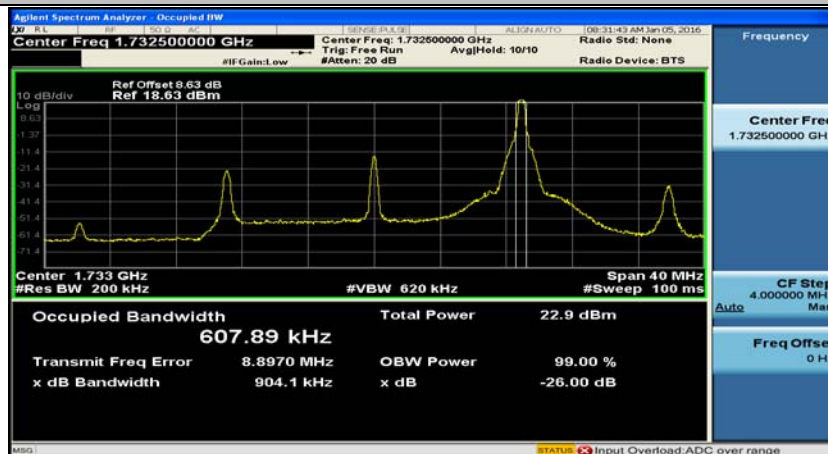 Agilent Spectrum Analyzer - Occupied BW
RL RF 50 Ω AC SENSE:PULSE ALIGN AUTO 08:31:43 AM Jan 05, 2016
Center Freq 1.732500000 GHz
Center Freq: 1.732500000 GHz
Radio Std: None
Trig: Free Run Avg|Hold: 10/10
#IFGain:Low #Atten: 20 dB Radio Device: BTS
Ref Offset 8.63 dB
10 dB/div Ref 18.63 dBm
Log
8.63
-1.37
-11.4
-21.4
-31.4
-41.4
-51.4
-61.4
-71.4
Center 1.733 GHz Span 40 MHz
#Res BW 200 kHz #VBW 620 kHz #Sweep 100 ms
Occupied Bandwidth Total Power 22.9 dBm
607.89 kHz
Transmit Freq Error 8.8970 MHz OBW Power 99.00 %
x dB Bandwidth 904.1 kHz x dB -26.00 dB
MSG STATUS Input Overload:ADC over range
Frequency
Center Fre
1.732500000 GH
CF Ste
4.000000 MH
Auto Ma
Freq Offse
0 H